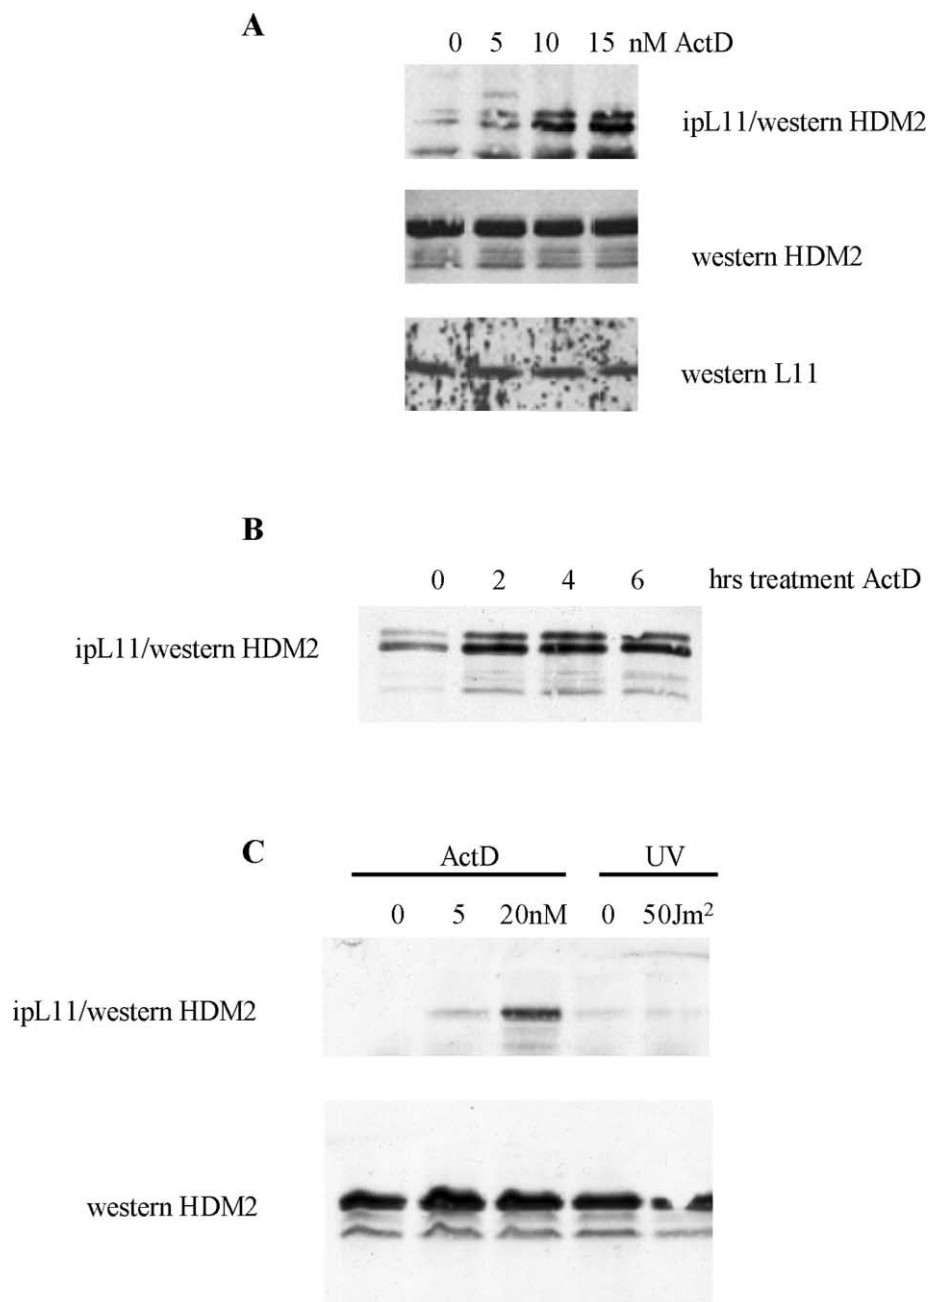 A
0 5 10 15 nM ActD
ipL11/western HDM2
western HDM2
western L11
B
0 2 4 6 hrs treatment ActD
ipL11/western HDM2
C
ActD UV
0 5 20nM 0 50Jm²
ipL11/western HDM2
western HDM2